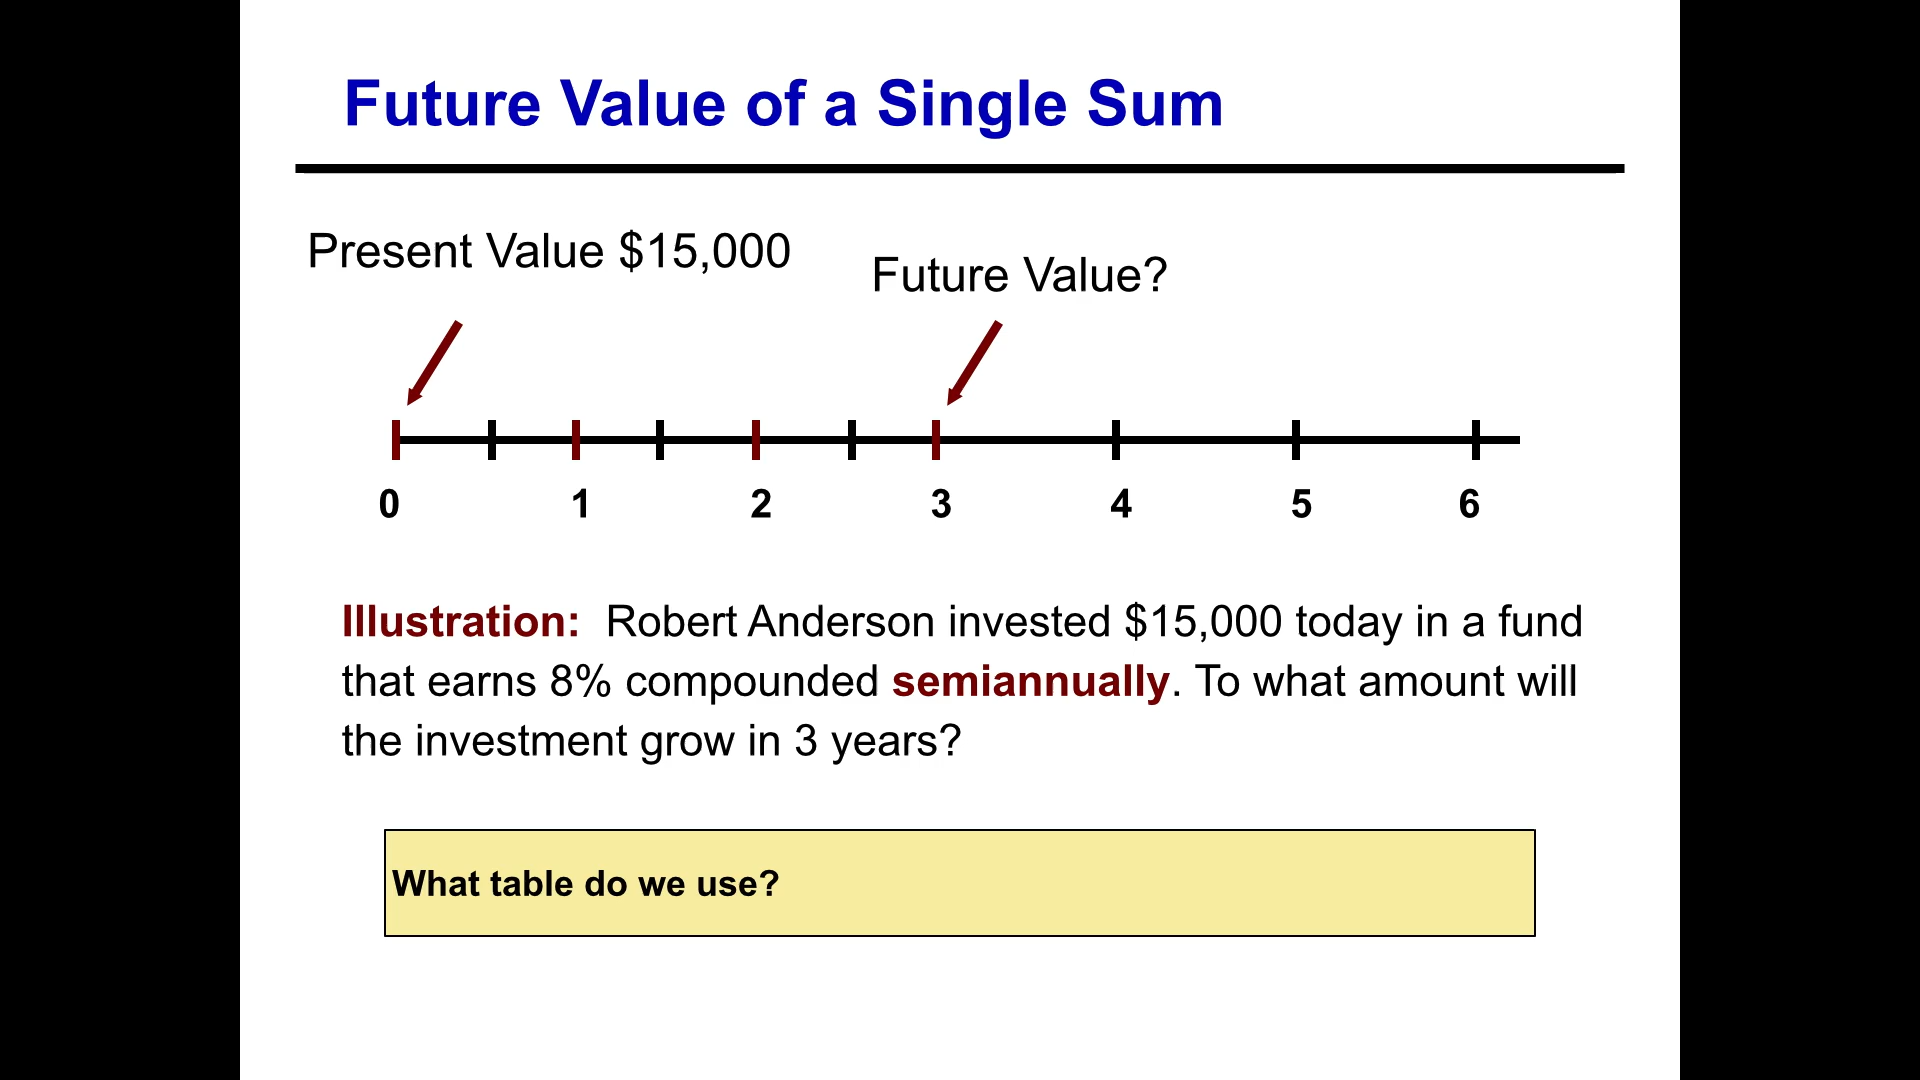 Future Value of a Single Sum
Present Value $15,000
Future Value?
0 1 2 3 4 5 6
Illustration: Robert Anderson invested $15,000 today in a fund
that earns 8% compounded semiannually. To what amount will
the investment grow in 3 years?
What table do we use?